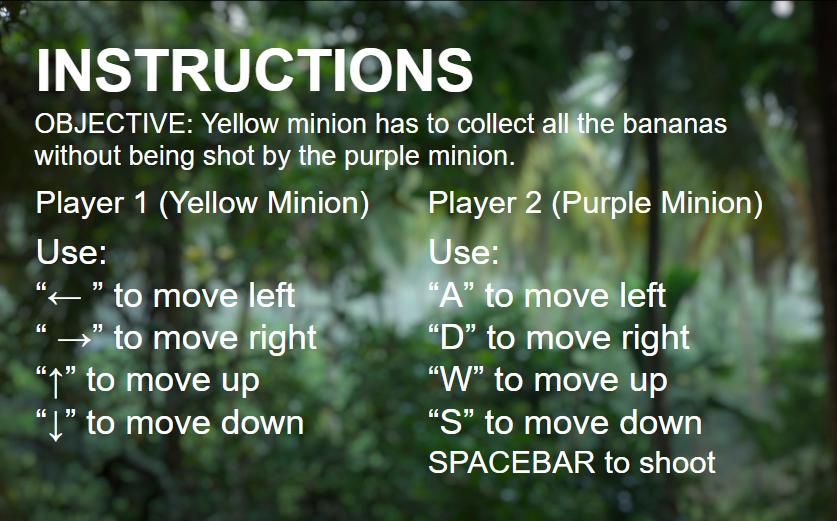 INSTRUCTIONS
OBJECTIVE: Yellow minion has to collect all the bananas
without being shot by the purple minion.
Player 1 (Yellow Minion)
Use:
“← ” to move left
“ →” to move right
“↑” to move up
“↓” to move down
Player 2 (Purple Minion)
Use:
“A” to move left
“D” to move right
“W” to move up
“S” to move down
SPACEBAR to shoot